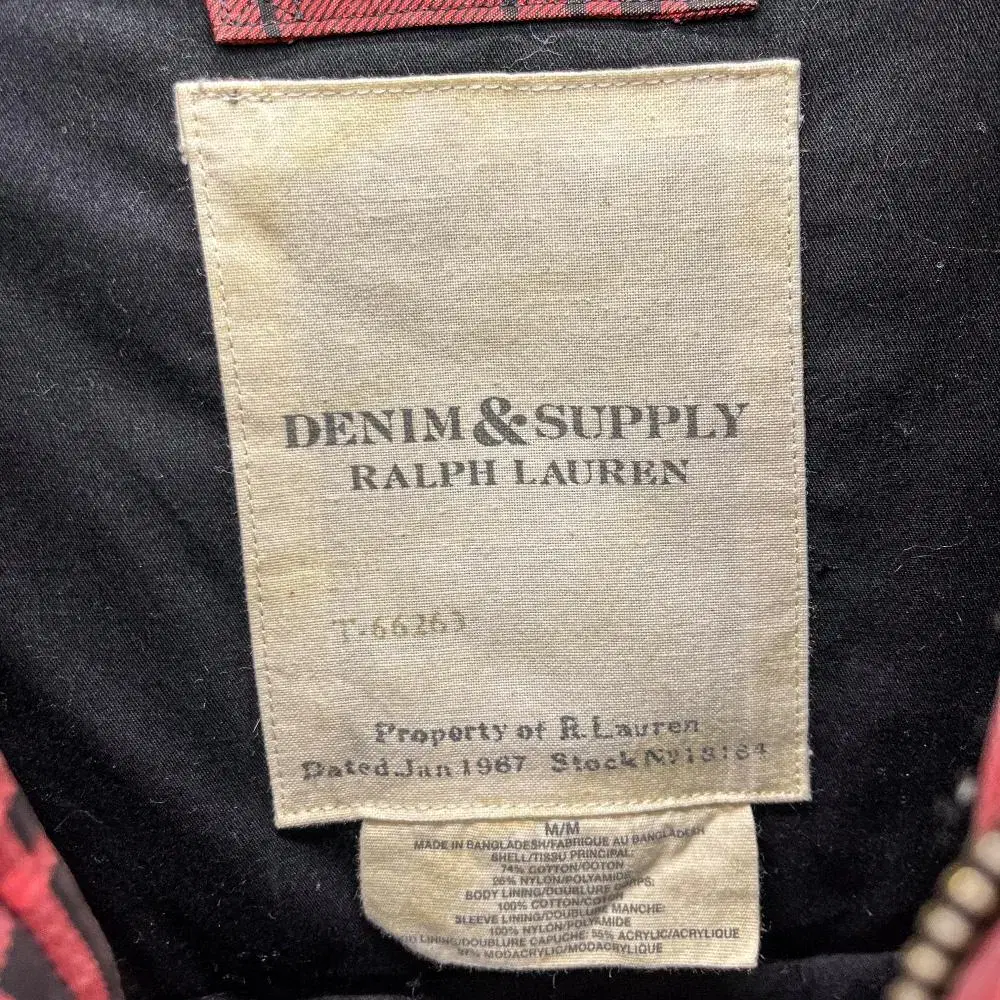 DENIM & SUPPLY
RALPH LAUREN
T-66263
Property of R. Lauren
Dated Jan 1967 Stock No 18164
M/M
MADE IN BANGLADESH/FABRIQUE AU BANGLADESH
SHELL/TISSU PRINCIPAL:
74% COTTON/COTON
26% NYLON/POLYAMIDE
BODY LINING/DOUBLURE CORPS:
100% COTTON/COTON
SLEEVE LINING/DOUBLURE MANCHE:
100% NYLON/POLYAMIDE
LINING/DOUBLURE CAPUCHE: 55% ACRYLIC/ACRYLIQUE
MODACRYLIC/MODACRYLIQUE